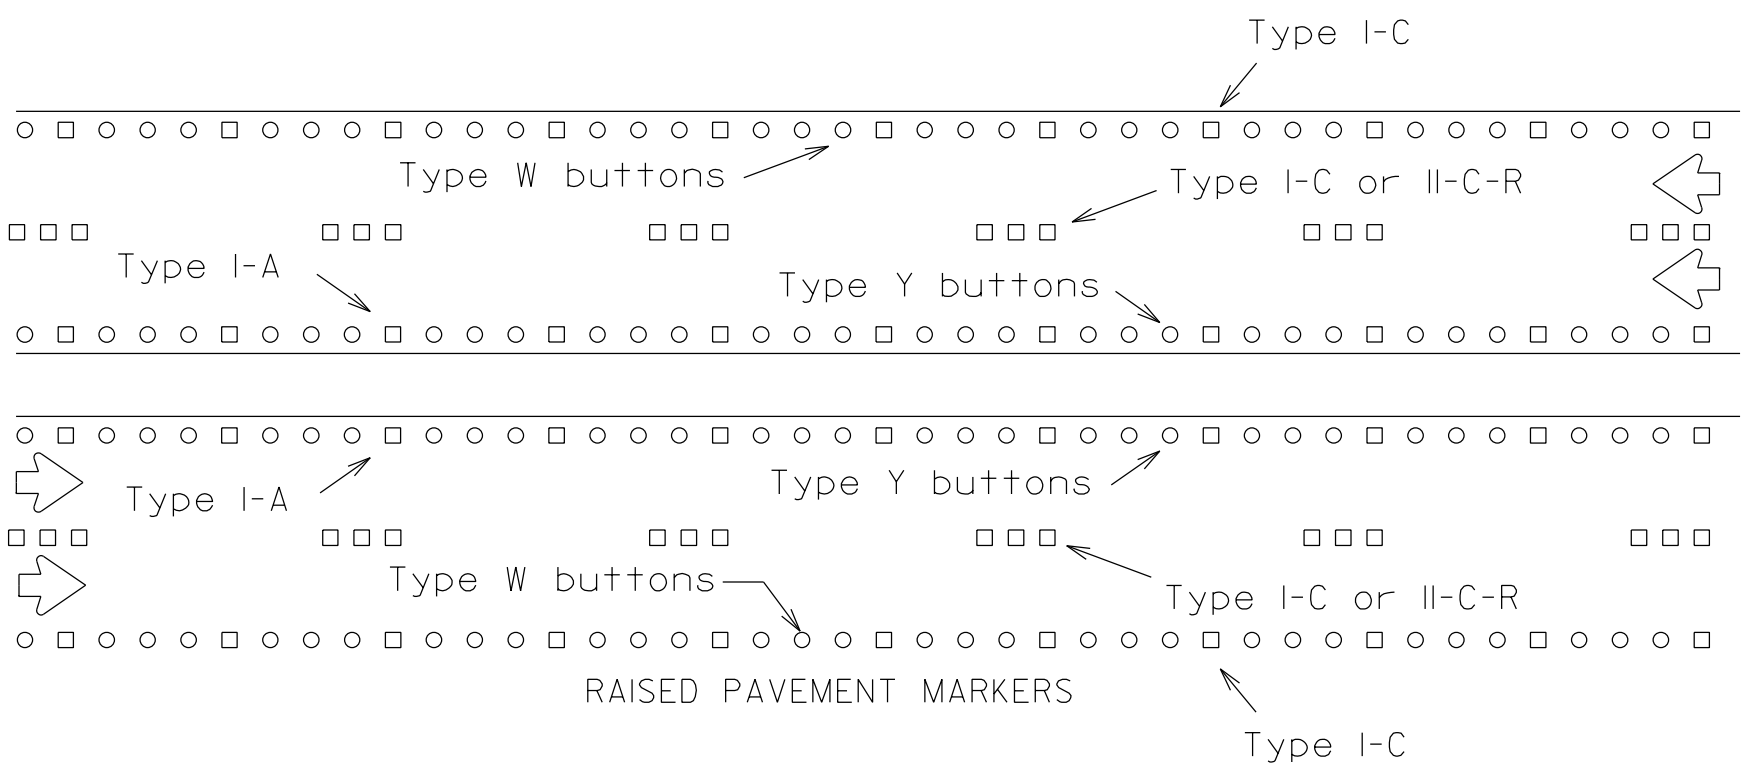 Type I-C
Type W buttons
Type I-C or II-C-R
Type I-A
Type Y buttons
Type I-A
Type Y buttons
Type W buttons
Type I-C or II-C-R
RAISED PAVEMENT MARKERS
Type I-C